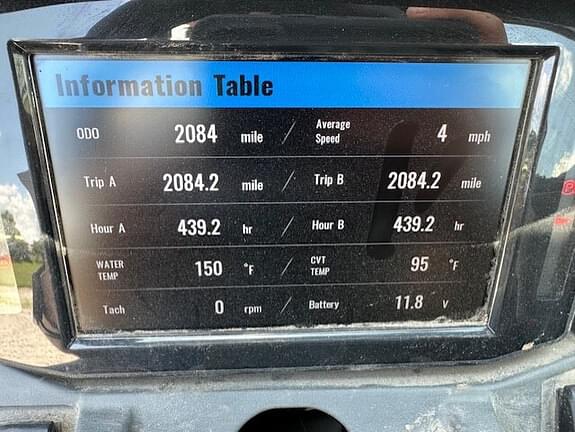 Information Table
ODO 2084 mile / Average Speed 4 mph
Trip A 2084.2 mile / Trip B 2084.2 mile
Hour A 439.2 hr / Hour B 439.2 hr
WATER TEMP 150 °F / CVT TEMP 95 °F
Tach 0 rpm / Battery 11.8 V
P